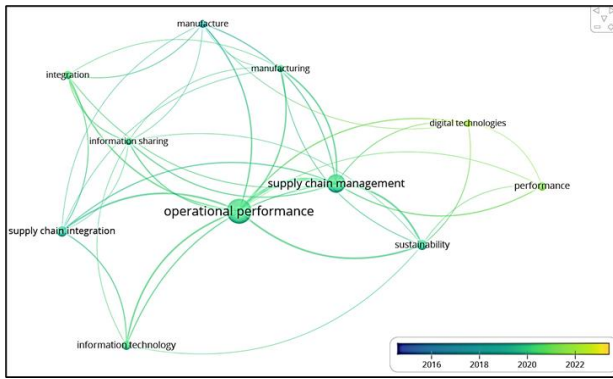 manufacture
manufacturing
integration
digital technologies
information sharing
supply chain management
performance
operational performance
supply chain integration
sustainability
information technology
2016 2018 2020 2022